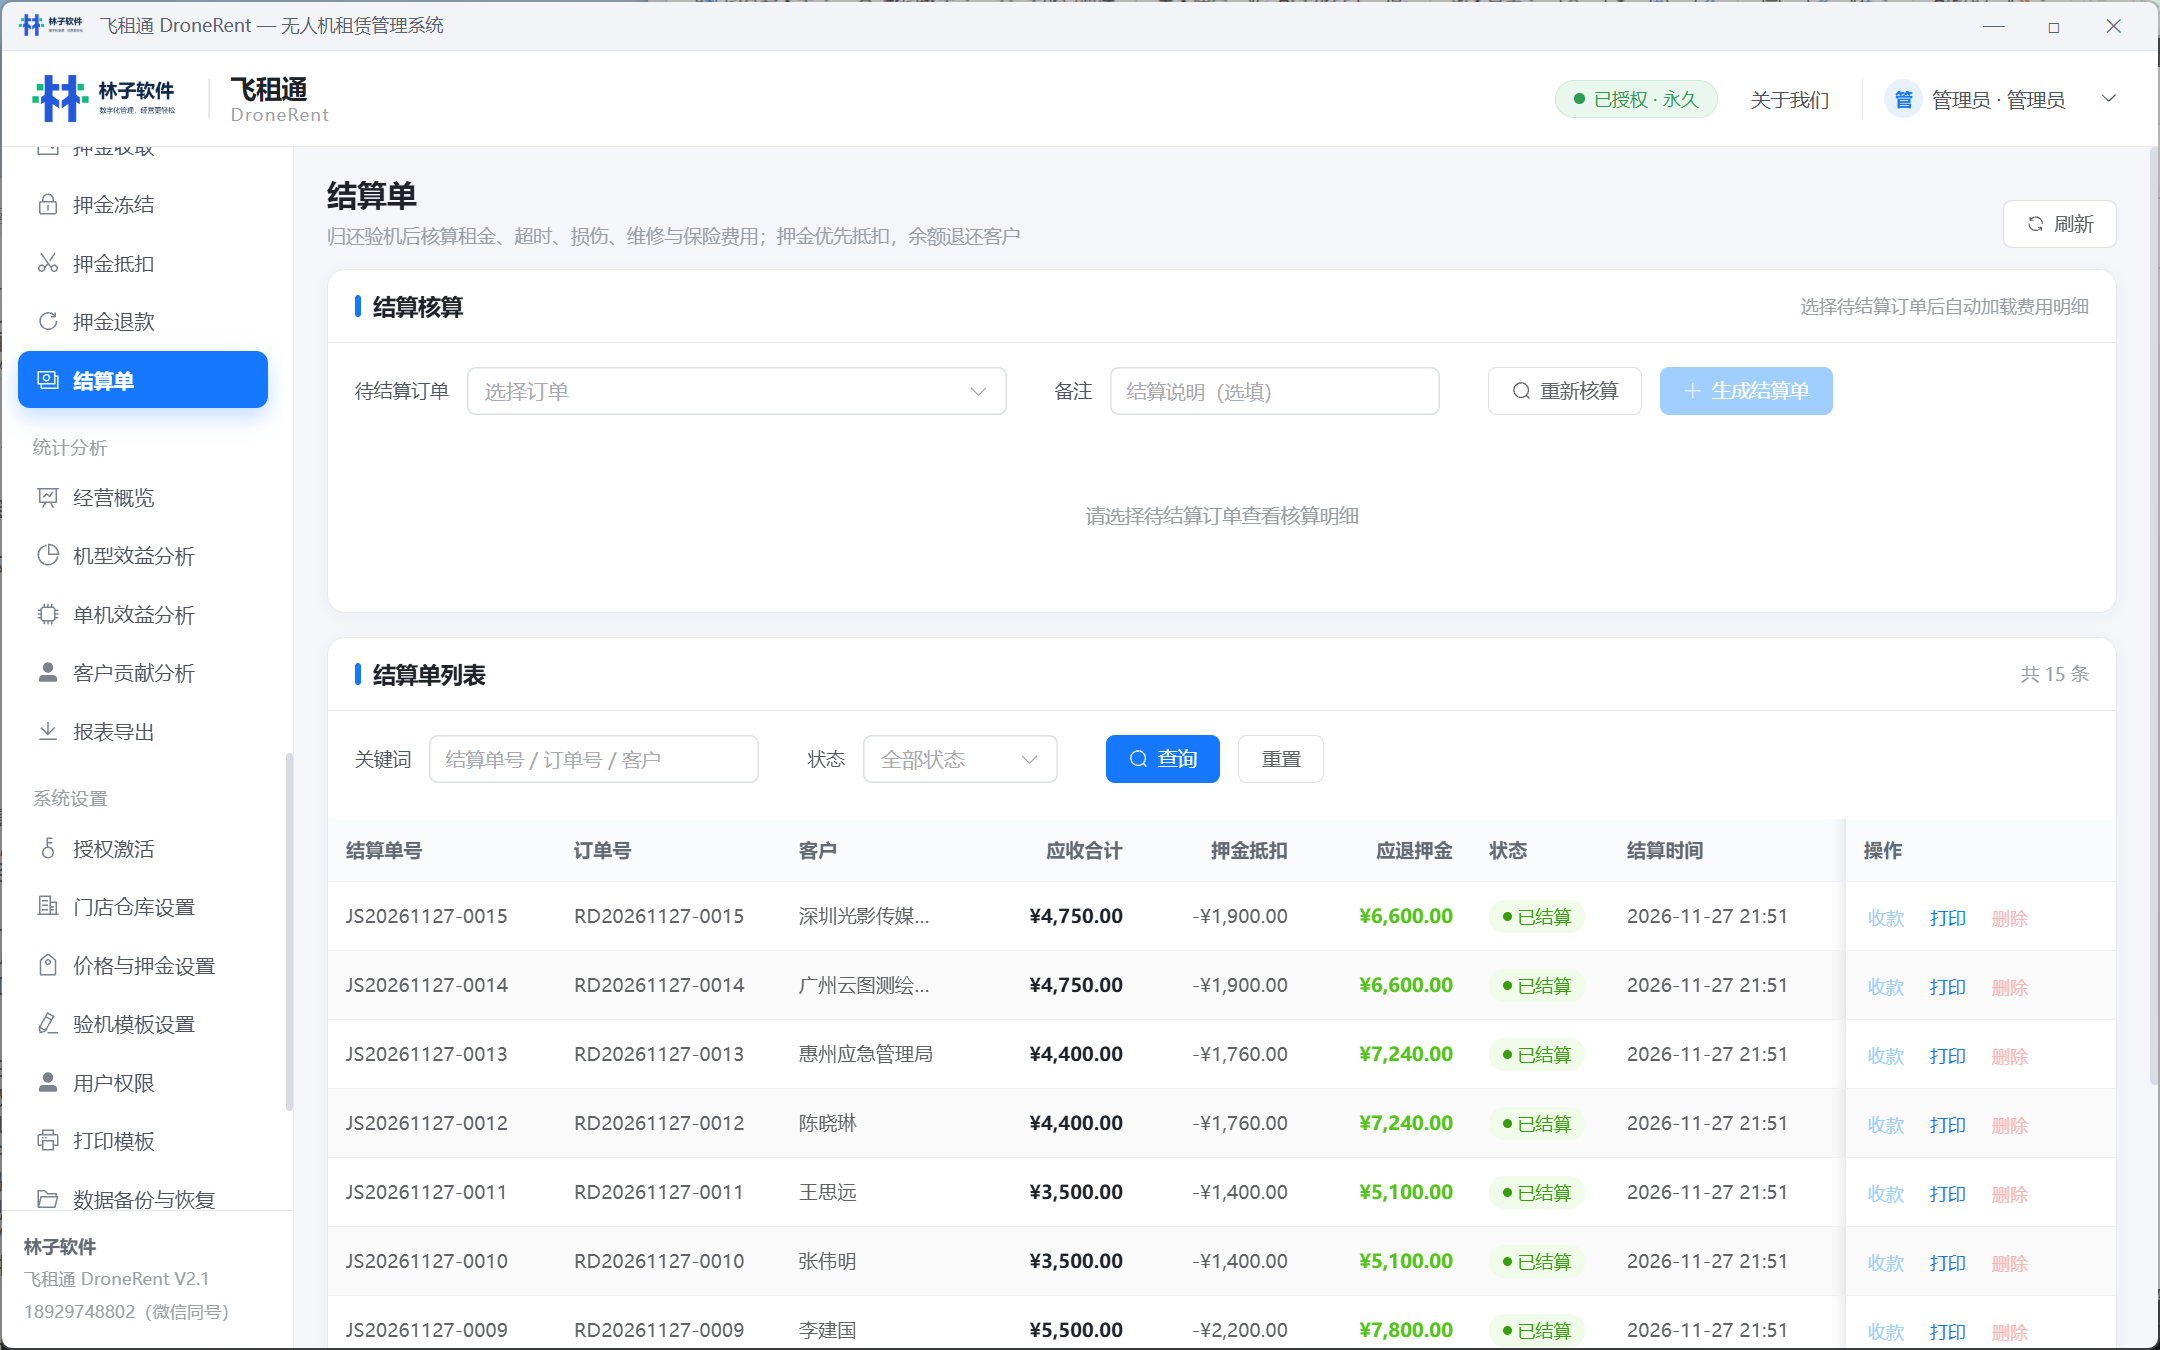 林子软件 飞租通 DroneRent — 无人机租赁管理系统
林子软件
数字化管理，经营更轻松
飞租通
DroneRent
已授权 · 永久
关于我们
管 管理员 · 管理员
押金收取
押金冻结
押金抵扣
押金退款
结算单
统计分析
经营概览
机型效益分析
单机效益分析
客户贡献分析
报表导出
系统设置
授权激活
门店仓库设置
价格与押金设置
验机模板设置
用户权限
打印模板
数据备份与恢复
林子软件
飞租通 DroneRent V2.1
18929748802（微信同号）
结算单
归还验机后核算租金、超时、损伤、维修与保险费用；押金优先抵扣，余额退还客户
刷新
结算核算
选择待结算订单后自动加载费用明细
待结算订单 选择订单 备注 结算说明（选填） 重新核算 生成结算单
请选择待结算订单查看核算明细
结算单列表
共 15 条
关键词 结算单号 / 订单号 / 客户 状态 全部状态 查询 重置
结算单号 订单号 客户 应收合计 押金抵扣 应退押金 状态 结算时间 操作
JS20261127-0015 RD20261127-0015 深圳光影传媒... ¥4,750.00 -¥1,900.00 ¥6,600.00 已结算 2026-11-27 21:51 收款 打印 删除
JS20261127-0014 RD20261127-0014 广州云图测绘... ¥4,750.00 -¥1,900.00 ¥6,600.00 已结算 2026-11-27 21:51 收款 打印 删除
JS20261127-0013 RD20261127-0013 惠州应急管理局 ¥4,400.00 -¥1,760.00 ¥7,240.00 已结算 2026-11-27 21:51 收款 打印 删除
JS20261127-0012 RD20261127-0012 陈晓琳 ¥4,400.00 -¥1,760.00 ¥7,240.00 已结算 2026-11-27 21:51 收款 打印 删除
JS20261127-0011 RD20261127-0011 王思远 ¥3,500.00 -¥1,400.00 ¥5,100.00 已结算 2026-11-27 21:51 收款 打印 删除
JS20261127-0010 RD20261127-0010 张伟明 ¥3,500.00 -¥1,400.00 ¥5,100.00 已结算 2026-11-27 21:51 收款 打印 删除
JS20261127-0009 RD20261127-0009 李建国 ¥5,500.00 -¥2,200.00 ¥7,800.00 已结算 2026-11-27 21:51 收款 打印 删除